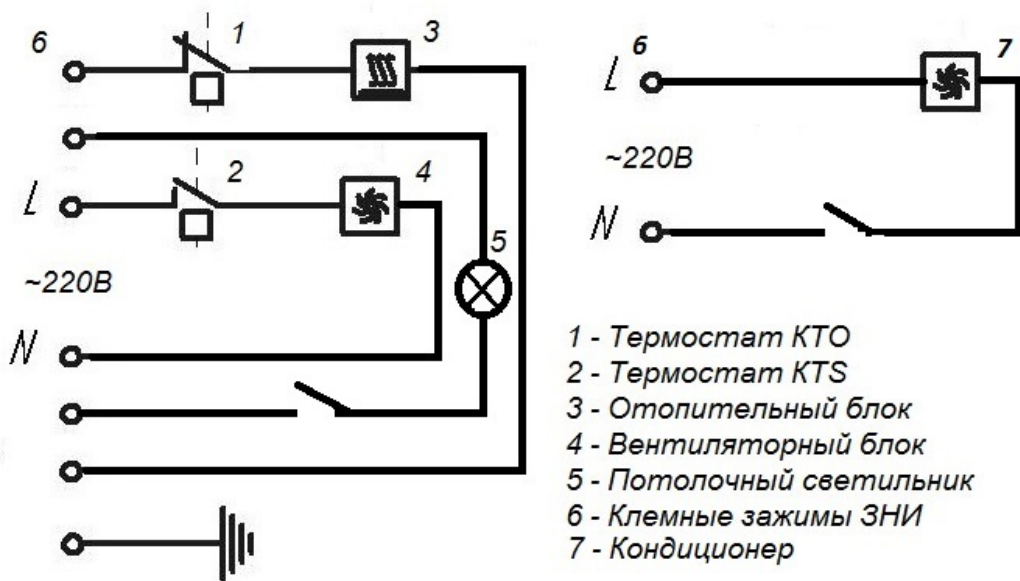 6
1
3
2
4
L
5
~220В
N
6
7
L
~220В
N
1 - Термостат КТО
2 - Термостат KTS
3 - Отопительный блок
4 - Вентиляторный блок
5 - Потолочный светильник
6 - Клемные зажимы ЗНИ
7 - Кондиционер